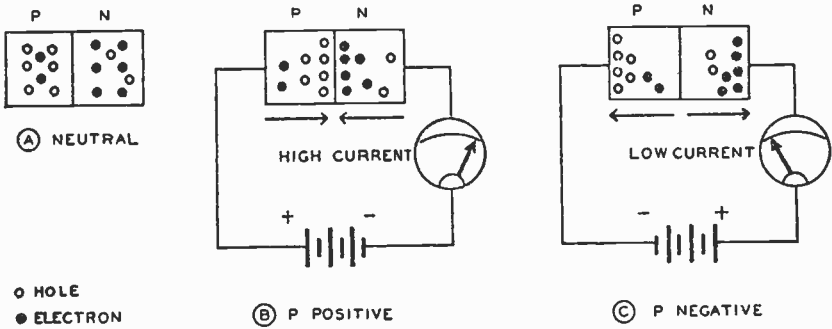 P N
Ⓐ NEUTRAL
○ HOLE
● ELECTRON
P N
HIGH CURRENT
+ -
Ⓑ P POSITIVE
P N
LOW CURRENT
- +
Ⓒ P NEGATIVE